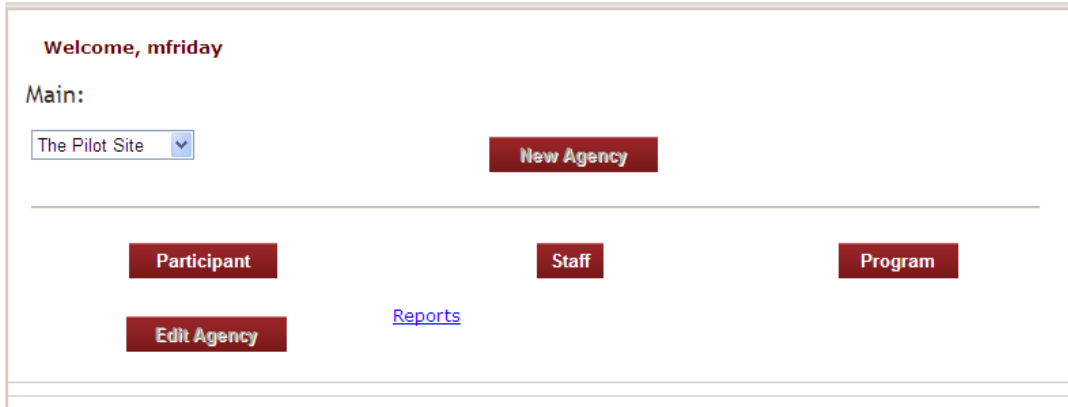 Welcome, mfriday
Main:
The Pilot Site
New Agency
Participant
Staff
Program
Edit Agency
Reports